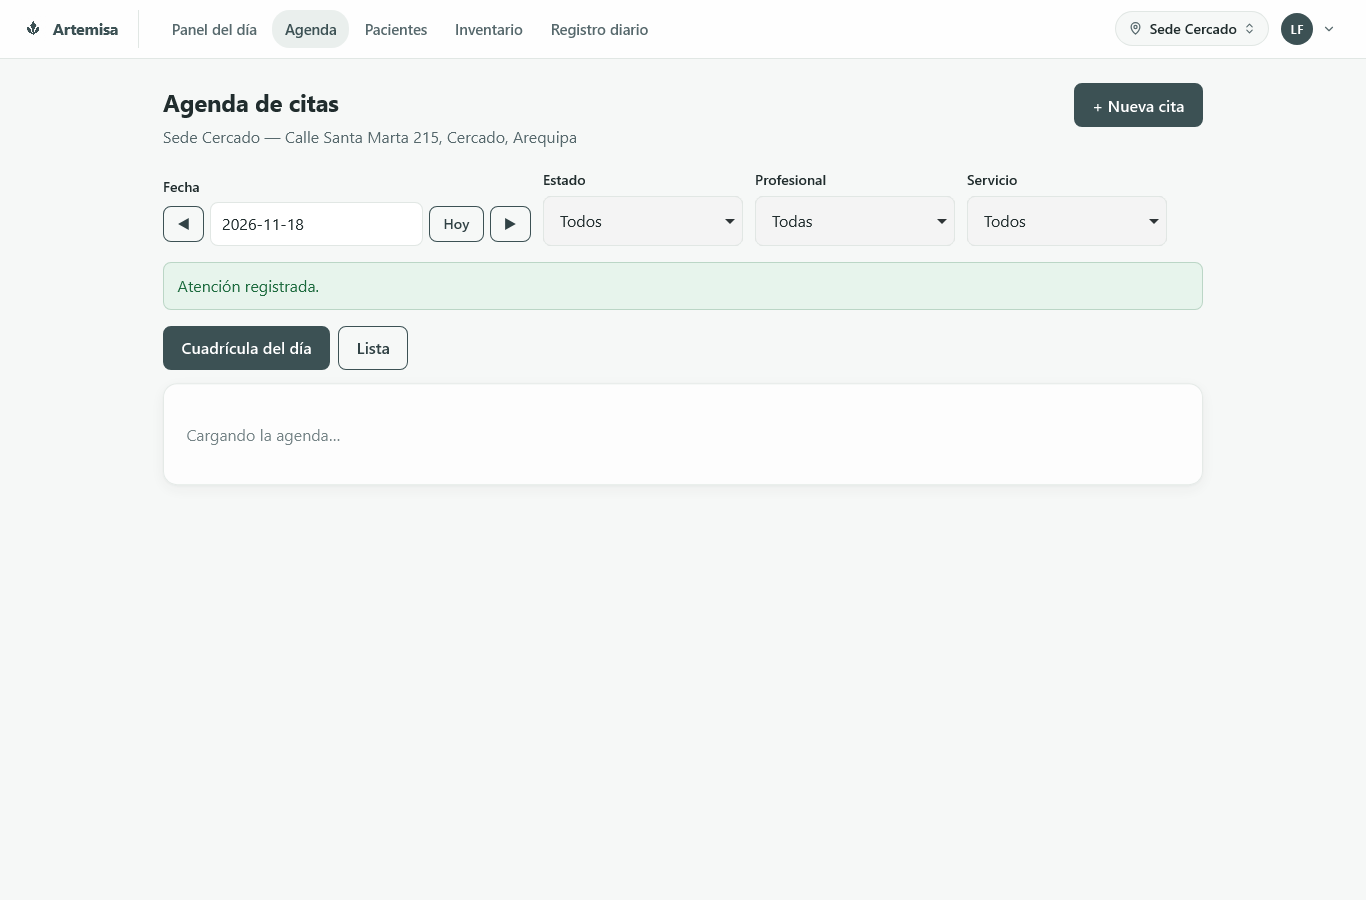 Artemisa
Panel del día
Agenda
Pacientes
Inventario
Registro diario
Sede Cercado
LF
Agenda de citas
+ Nueva cita
Sede Cercado — Calle Santa Marta 215, Cercado, Arequipa
Fecha
Estado
Profesional
Servicio
2026-11-18
Hoy
Todos
Todas
Todos
Atención registrada.
Cuadrícula del día
Lista
Cargando la agenda...